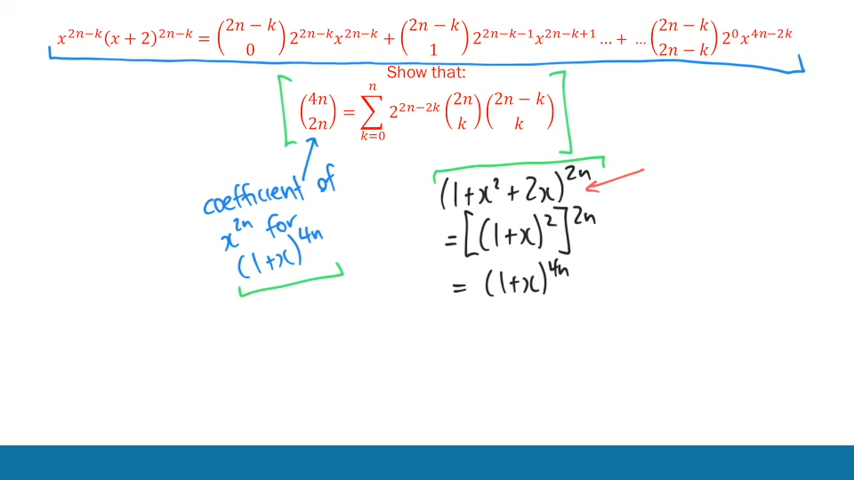 x^{2n−k}(x + 2)^{2n−k} = \binom{2n − k}{0} 2^{2n−k} x^{2n−k} + \binom{2n − k}{1} 2^{2n−k−1} x^{2n−k+1} … + … \binom{2n − k}{2n − k} 2^0 x^{4n−2k}
Show that:
\binom{4n}{2n} = \sum_{k=0}^{n} 2^{2n−2k} \binom{2n}{k} \binom{2n − k}{k}
coefficient of
x^{2n} for
(1+x)^{4n}
(1+x^2+2x)^{2n}
= [(1+x)^2]^{2n}
= (1+x)^{4n}